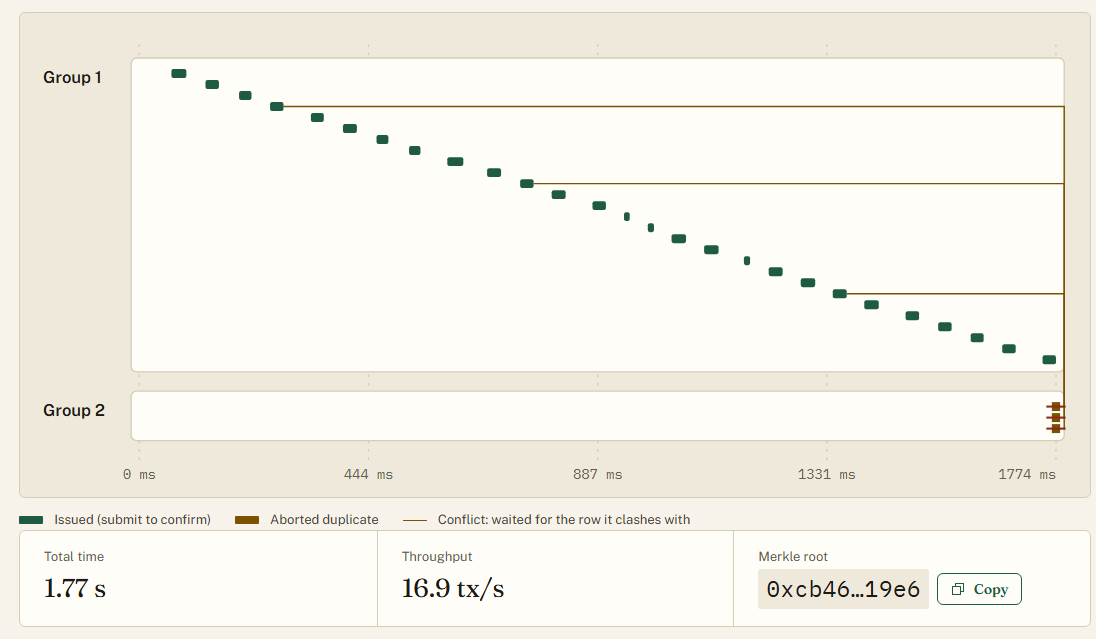 Group 1
Group 2
0 ms 444 ms 887 ms 1331 ms 1774 ms
Issued (submit to confirm) Aborted duplicate Conflict: waited for the row it clashes with
Total time Throughput Merkle root
1.77 s 16.9 tx/s 0xcb46…19e6 Copy